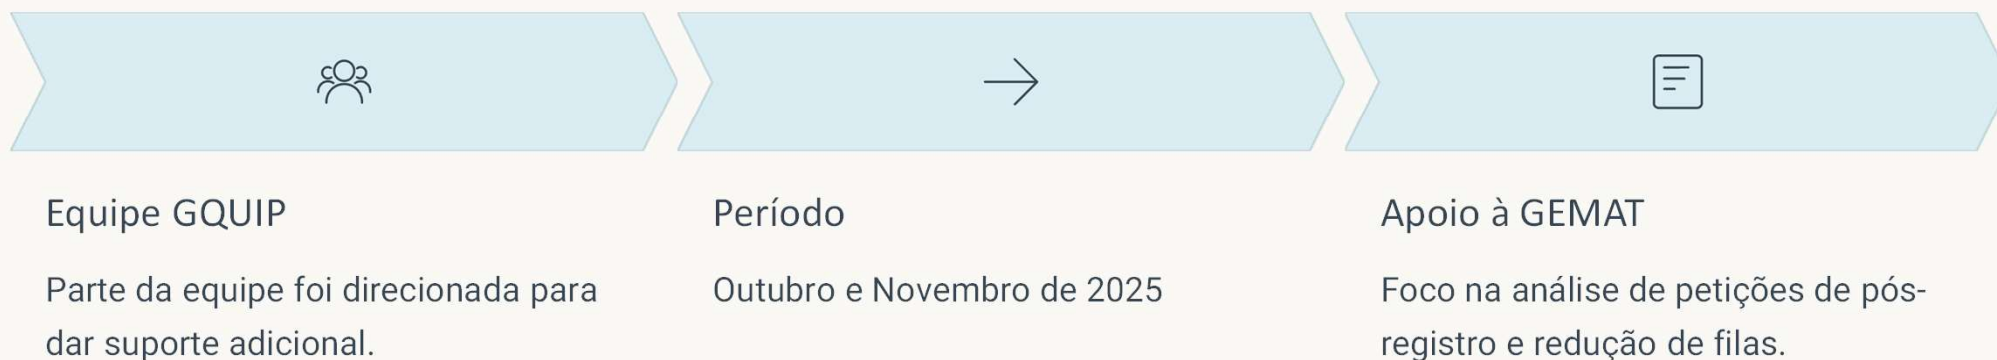 Equipe GQUIP
Parte da equipe foi direcionada para
dar suporte adicional.
Período
Outubro e Novembro de 2025
Apoio à GEMAT
Foco na análise de petições de pós-
registro e redução de filas.